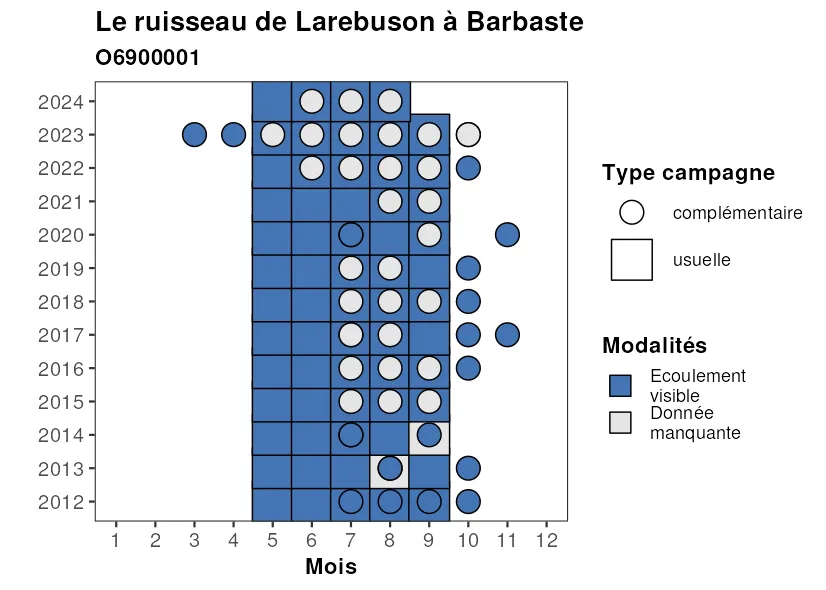 Le ruisseau de Larebuson à Barbaste
O6900001
2024
2023
2022
2021
2020
2019
2018
2017
2016
2015
2014
2013
2012
1 2 3 4 5 6 7 8 9 10 11 12
Mois
Type campagne
complémentaire
usuelle
Modalités
Ecoulement
visible
Donnée
manquante